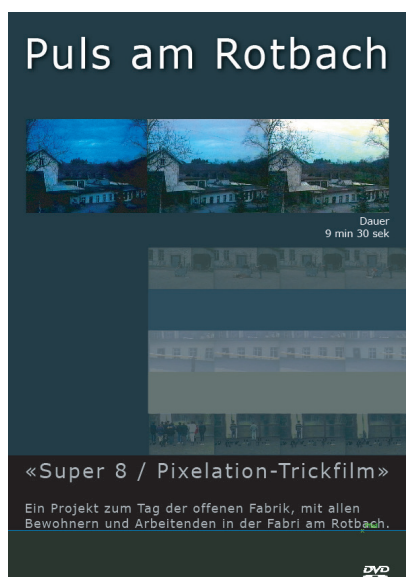 Puls am Rotbach
Dauer
9 min 30 sek
«Super 8 / Pixelation-Trickfilm»
Ein Projekt zum Tag der offenen Fabrik, mit allen
Bewohnern und Arbeitenden in der Fabri am Rotbach.
DVD